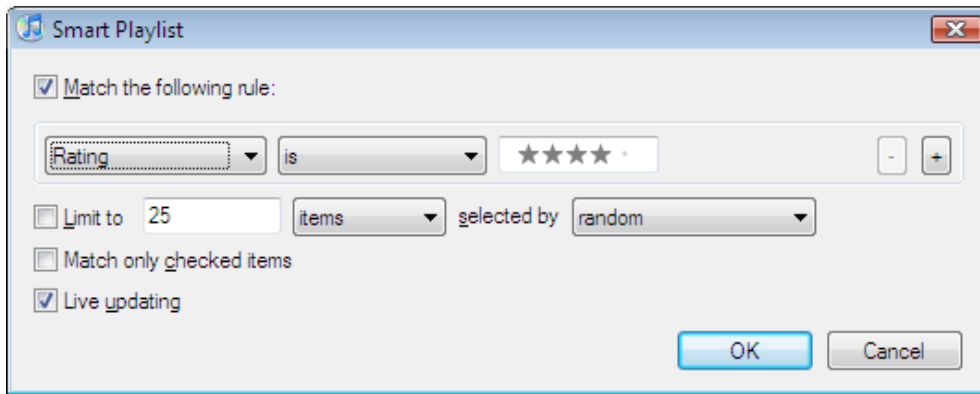 Smart Playlist
Match the following rule:
Rating is ★★★★ - +
Limit to 25 items selected by random
Match only checked items
Live updating
OK Cancel